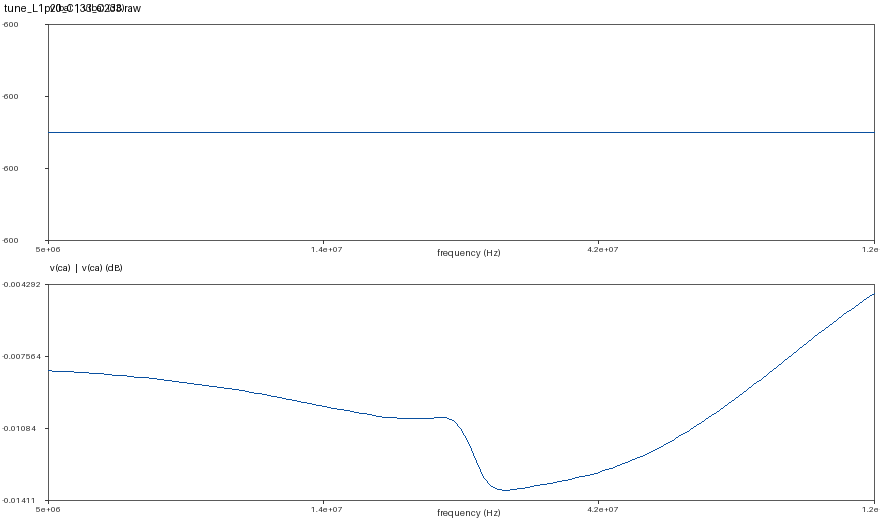 -600
-600
-600
-600
5e+06
1.4e+07
4.2e+07
1.2e
frequency (Hz)
v(ca) | v(ca) (dB)
-0.004292
-0.007564
-0.01084
-0.01411
5e+06
1.4e+07
4.2e+07
1.2e
frequency (Hz)